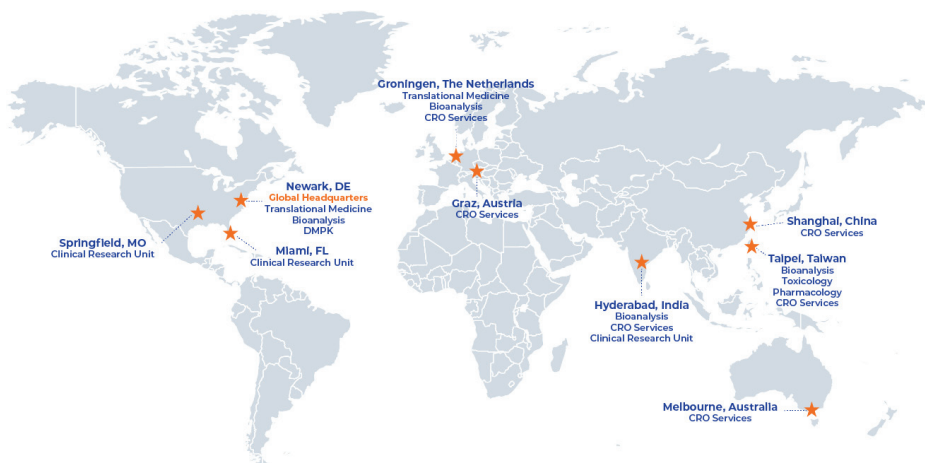 Groningen, The Netherlands
Translational Medicine
Bioanalysis
CRO Services
Newark, DE
Global Headquarters
Translational Medicine
Bioanalysis
DMPK
Graz, Austria
CRO Services
Springfield, MO
Clinical Research Unit
Miami, FL
Clinical Research Unit
Shanghai, China
CRO Services
Taipei, Taiwan
Bioanalysis
Toxicology
Pharmacology
CRO Services
Hyderabad, India
Bioanalysis
CRO Services
Clinical Research Unit
Melbourne, Australia
CRO Services